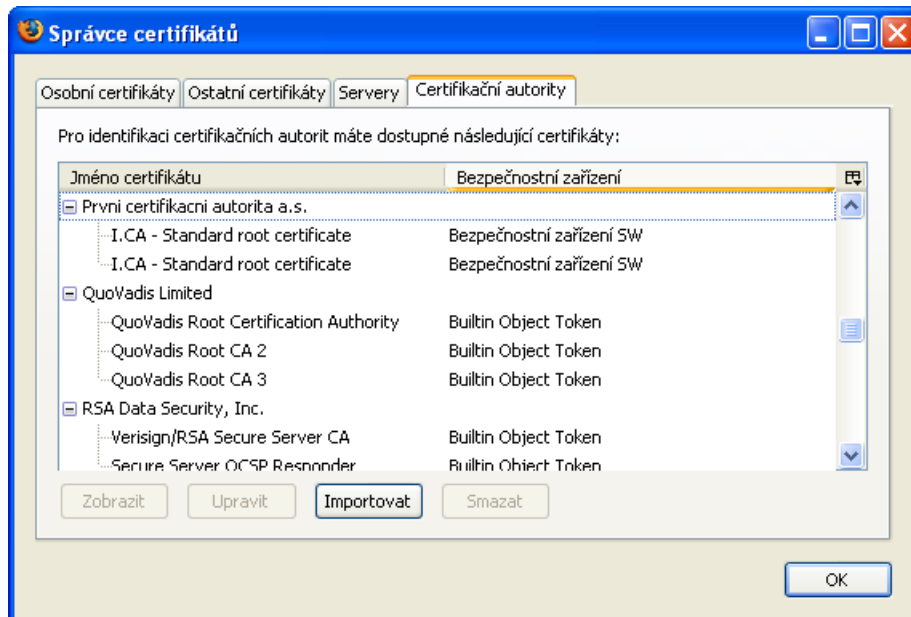 Správce certifikátů
Osobní certifikáty Ostatní certifikáty Servery Certifikační autority
Pro identifikaci certifikačních autorit máte dostupné následující certifikáty:
Jméno certifikátu Bezpečnostní zařízení
Prvni certifikacni autorita a.s.
I.CA - Standard root certificate Bezpečnostní zařízení SW
I.CA - Standard root certificate Bezpečnostní zařízení SW
QuoVadis Limited
QuoVadis Root Certification Authority Builtin Object Token
QuoVadis Root CA 2 Builtin Object Token
QuoVadis Root CA 3 Builtin Object Token
RSA Data Security, Inc.
Verisign/RSA Secure Server CA Builtin Object Token
Secure Server OCSP Responder Builtin Object Token
Zobrazit Upravit Importovat Smazat
OK